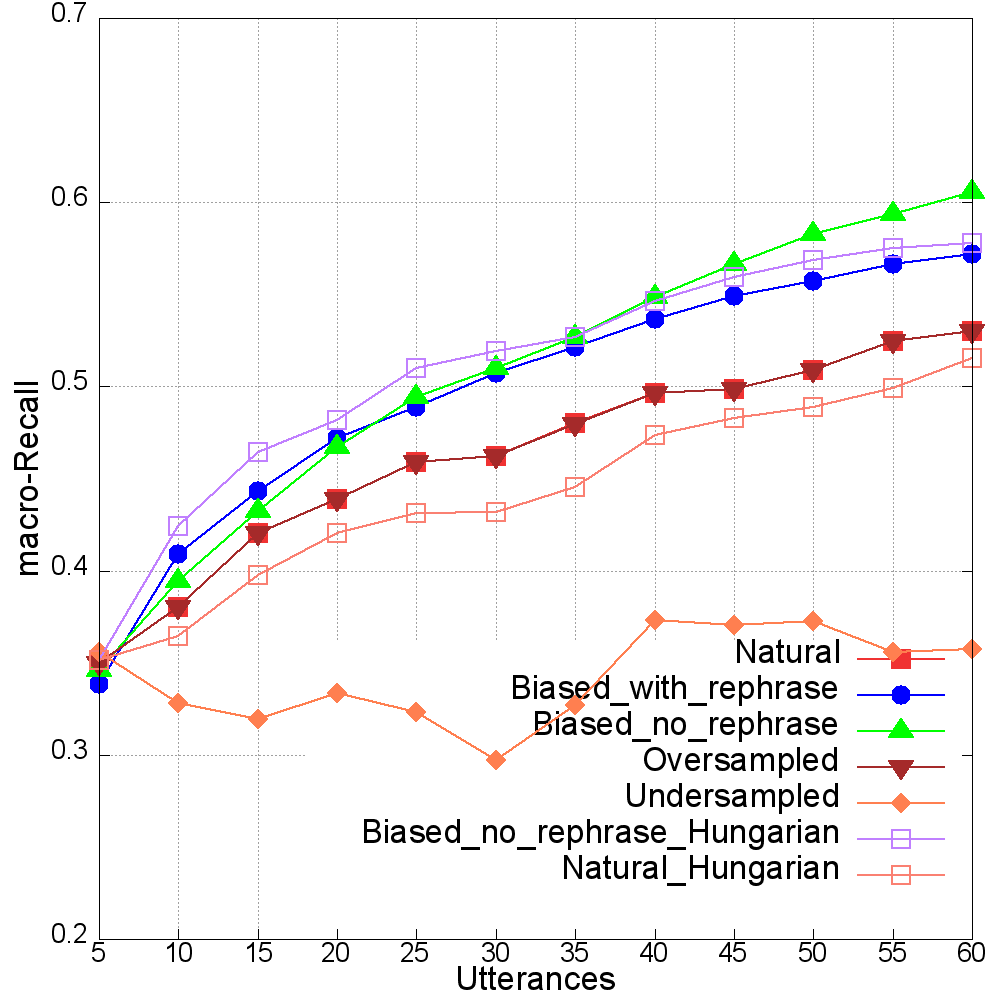 0.7
0.6
0.5
0.4
0.3
0.2
macro-Recall
Natural
Biased_with_rephrase
Biased_no_rephrase
Oversampled
Undersampled
Biased_no_rephrase_Hungarian
Natural_Hungarian
5 10 15 20 25 30 35 40 45 50 55 60
Utterances